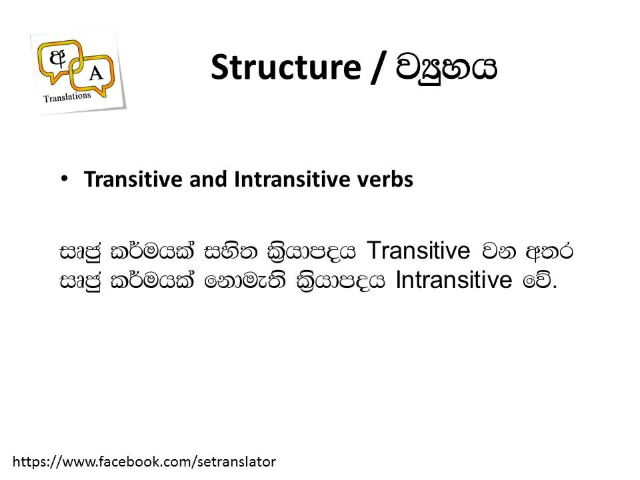 අ
A
Translations
Structure / ව්‍යුහය
• Transitive and Intransitive verbs
සෘජු කර්මයක් සහිත ක්‍රියාපදය Transitive වන අතර
සෘජු කර්මයක් නොමැති ක්‍රියාපදය Intransitive වේ.
https://www.facebook.com/setranslator